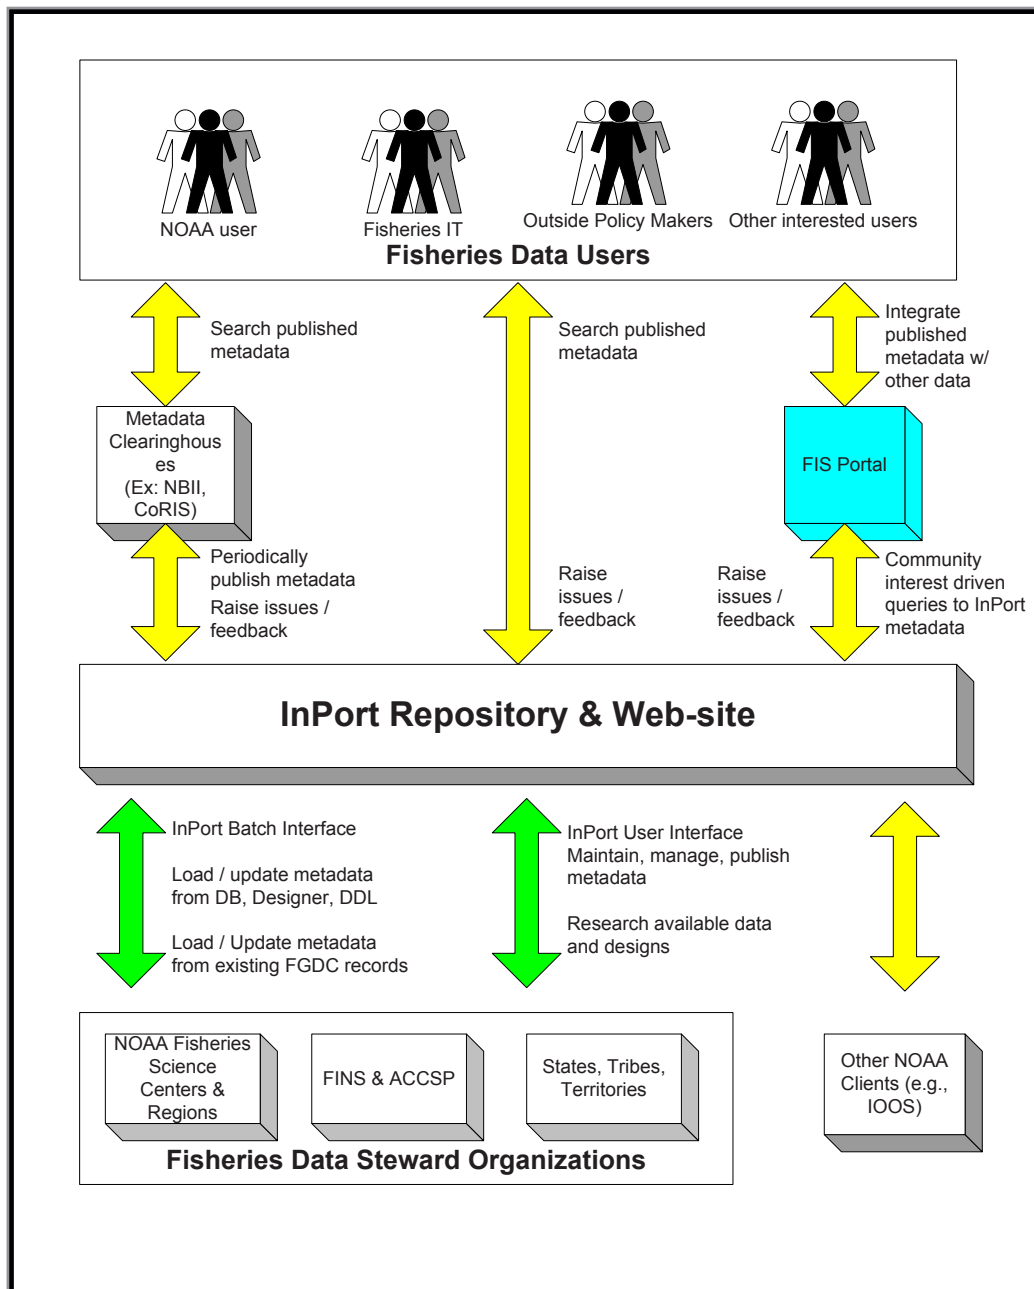 NOAA user
Fisheries IT
Outside Policy Makers
Other interested users
Fisheries Data Users
Search published
metadata
Search published
metadata
Integrate
published
metadata w/
other data
Metadata
Clearinghous
es
(Ex: NBII,
CoRIS)
FIS Portal
Periodically
publish metadata
Raise issues /
feedback
Raise
issues /
feedback
Raise
issues /
feedback
Community
interest driven
queries to InPort
metadata
InPort Repository & Web-site
InPort Batch Interface
Load / update metadata
from DB, Designer, DDL
Load / Update metadata
from existing FGDC records
InPort User Interface
Maintain, manage, publish
metadata
Research available data
and designs
NOAA Fisheries
Science
Centers &
Regions
FINS & ACCSP
States, Tribes,
Territories
Other NOAA
Clients (e.g.,
IOOS)
Fisheries Data Steward Organizations